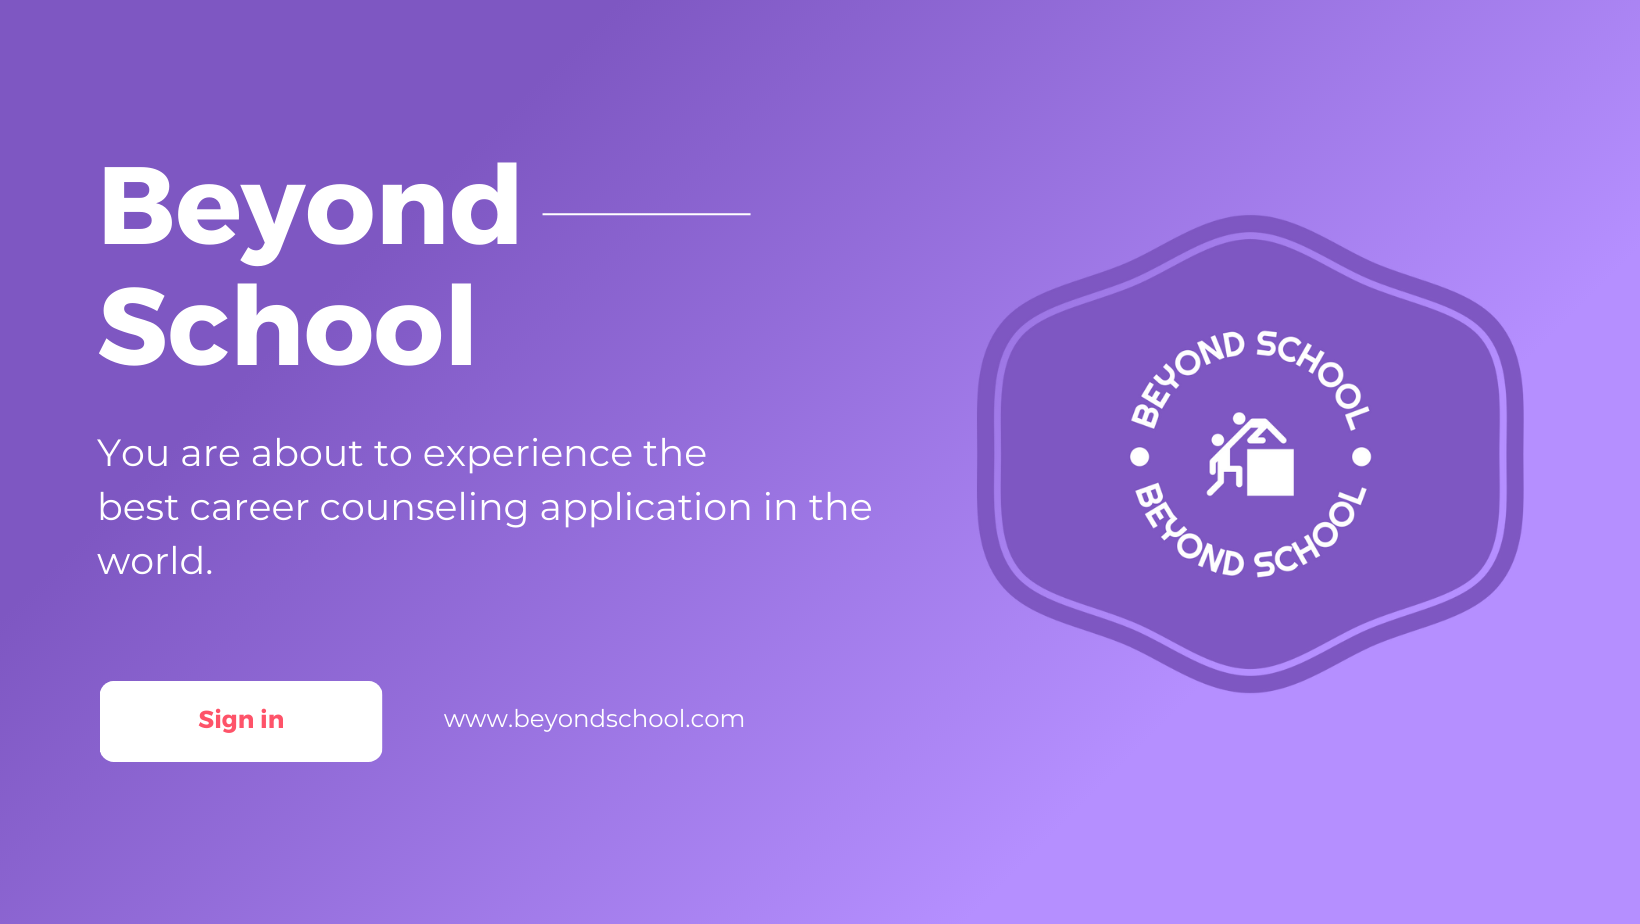 Beyond
School
You are about to experience the
best career counseling application in the
world.
Sign in
www.beyondschool.com
BEYOND SCHOOL
BEYOND SCHOOL